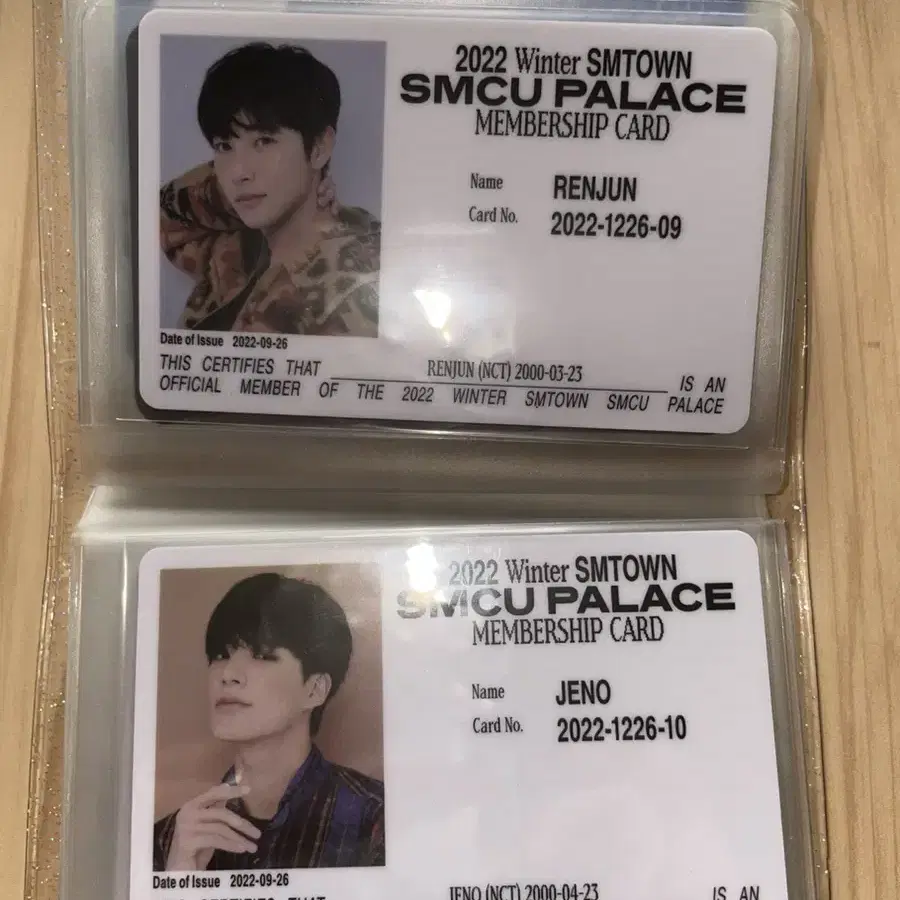 2022 Winter SMTOWN
SMCU PALACE
MEMBERSHIP CARD
Name RENJUN
Card No. 2022-1226-09
Date of Issue 2022-09-26
THIS CERTIFIES THAT RENJUN (NCT) 2000-03-23 IS AN
OFFICIAL MEMBER OF THE 2022 WINTER SMTOWN SMCU PALACE
2022 Winter SMTOWN
SMCU PALACE
MEMBERSHIP CARD
Name JENO
Card No. 2022-1226-10
Date of Issue 2022-09-26
THIS CERTIFIES THAT JENO (NCT) 2000-04-23 IS AN